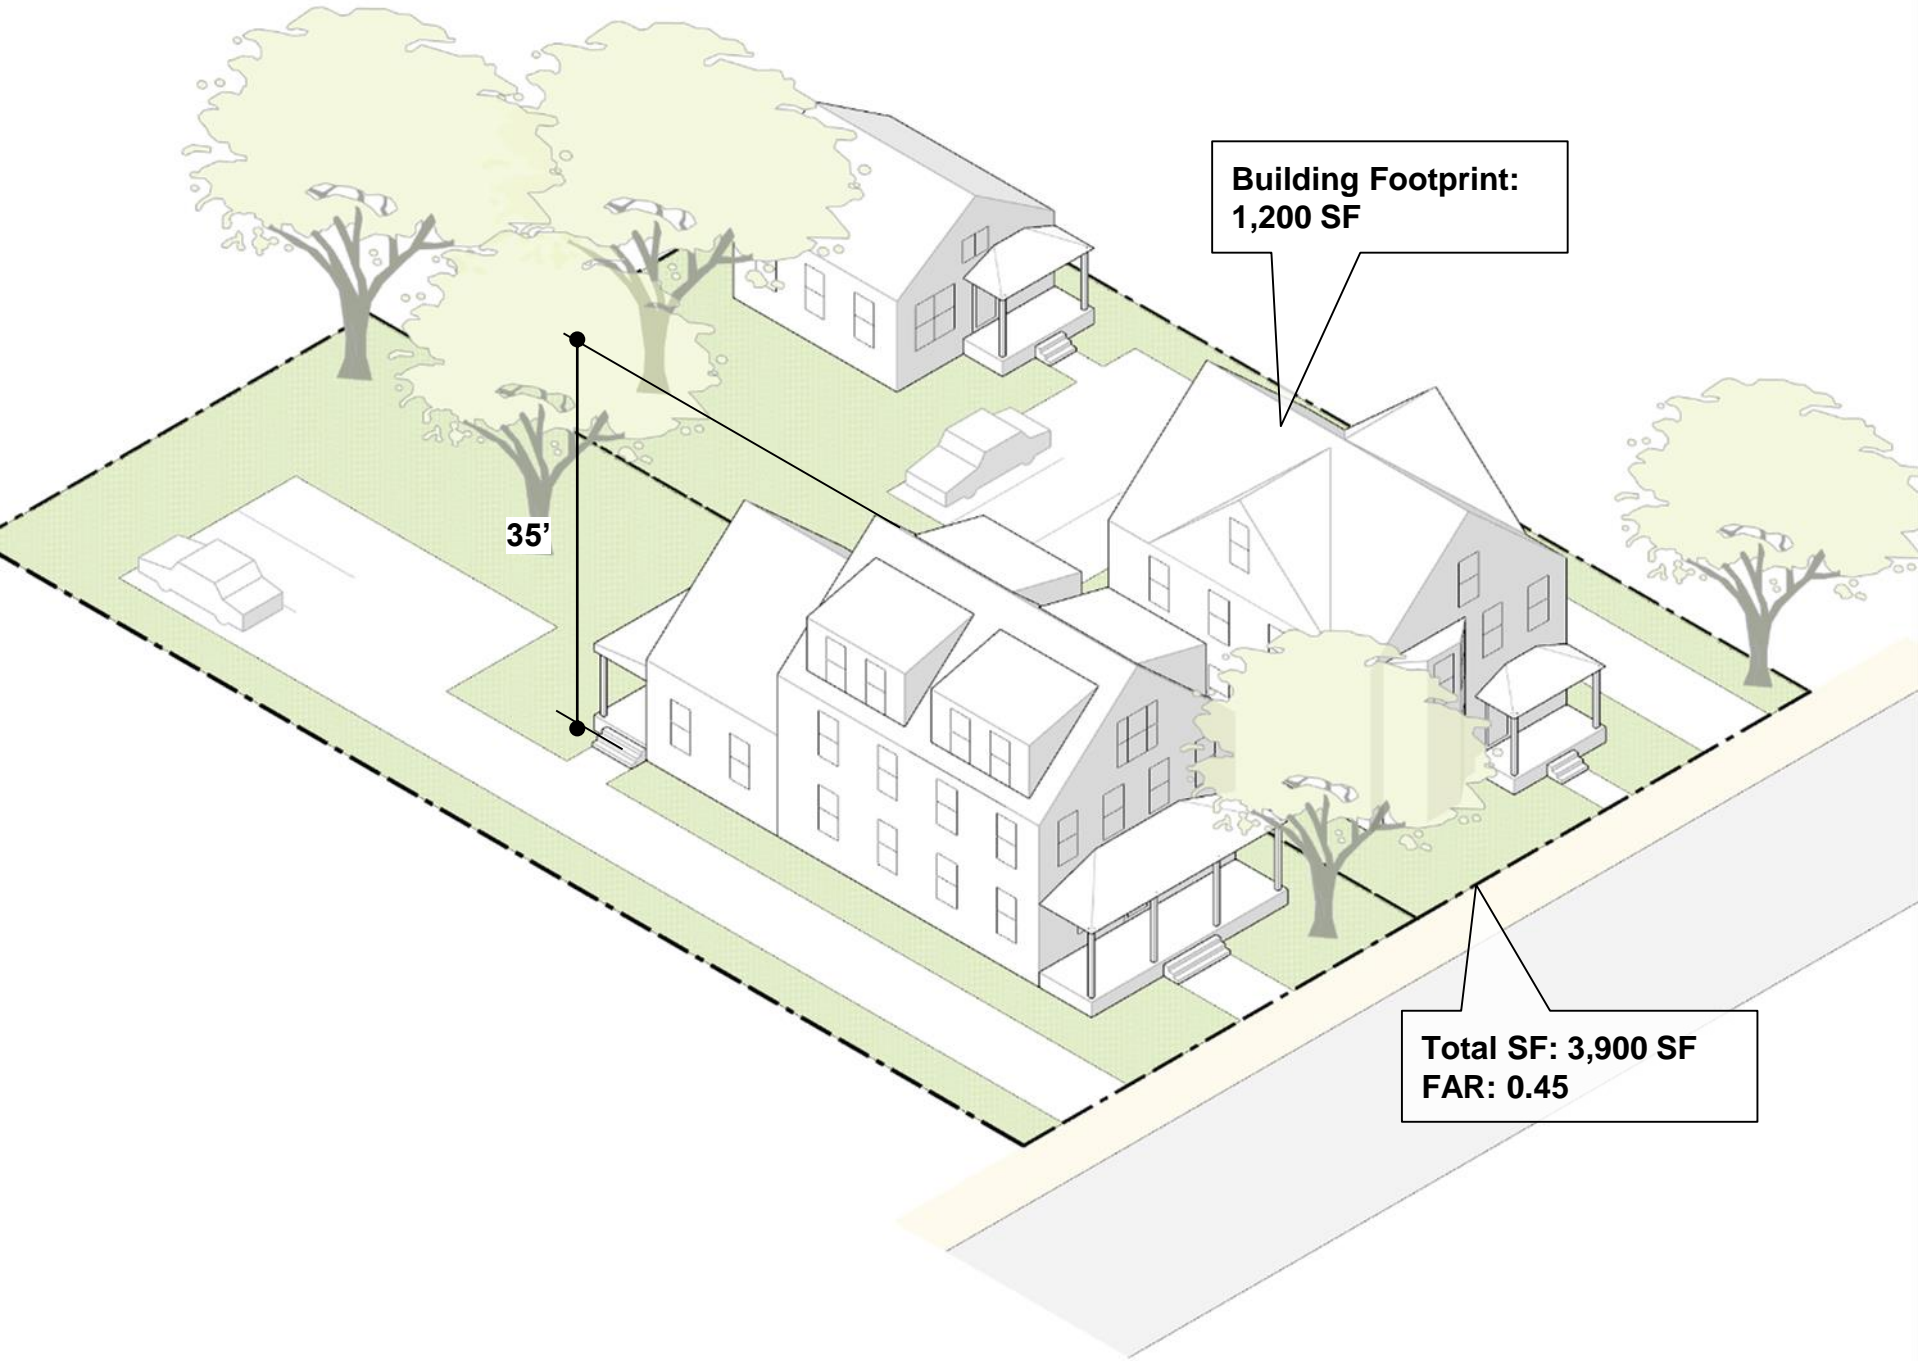 Building Footprint:
1,200 SF
35’
Total SF: 3,900 SF
FAR: 0.45